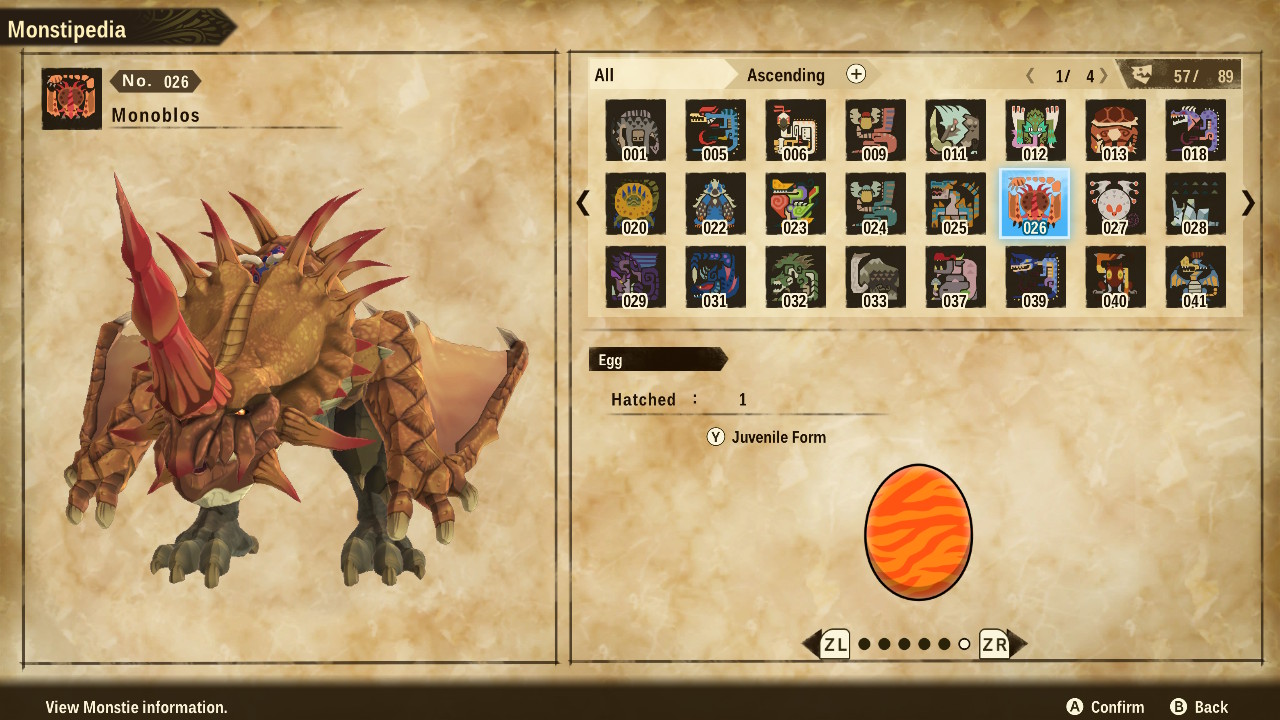 Monstipedia
No. 026
Monoblos
All
Ascending
1/ 4
57/ 89
001 005 006 009 011 012 013 018
020 022 023 024 025 026 027 028
029 031 032 033 037 039 040 041
Egg
Hatched : 1
Y Juvenile Form
ZL ZR
View Monstie information.
A Confirm B Back